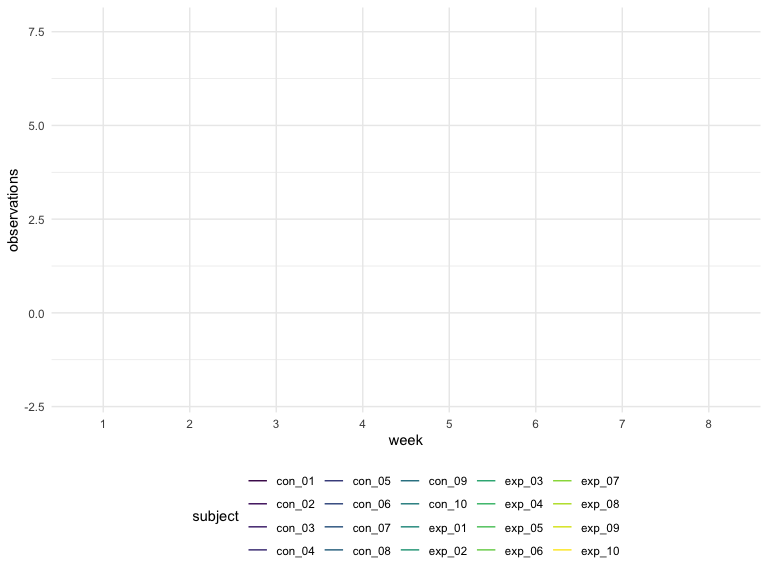 7.5
5.0
2.5
0.0
-2.5
observations
1 2 3 4 5 6 7 8
week
subject
con_01 con_05 con_09 exp_03 exp_07
con_02 con_06 con_10 exp_04 exp_08
con_03 con_07 exp_01 exp_05 exp_09
con_04 con_08 exp_02 exp_06 exp_10